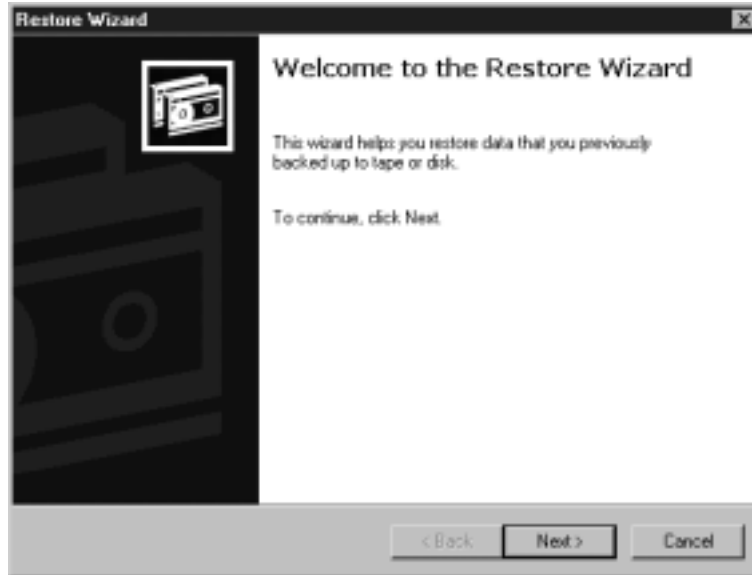 Restore Wizard
Welcome to the Restore Wizard
This wizard helps you restore data that you previously
backed up to tape or disk.
To continue, click Next.
< Back
Next >
Cancel